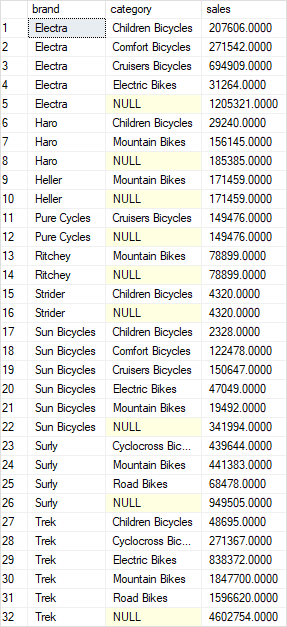 brand category sales
1 Electra Children Bicycles 207606.0000
2 Electra Comfort Bicycles 271542.0000
3 Electra Cruisers Bicycles 694909.0000
4 Electra Electric Bikes 31264.0000
5 Electra NULL 1205321.0000
6 Haro Children Bicycles 29240.0000
7 Haro Mountain Bikes 156145.0000
8 Haro NULL 185385.0000
9 Heller Mountain Bikes 171459.0000
10 Heller NULL 171459.0000
11 Pure Cycles Cruisers Bicycles 149476.0000
12 Pure Cycles NULL 149476.0000
13 Ritchey Mountain Bikes 78899.0000
14 Ritchey NULL 78899.0000
15 Strider Children Bicycles 4320.0000
16 Strider NULL 4320.0000
17 Sun Bicycles Children Bicycles 2328.0000
18 Sun Bicycles Comfort Bicycles 122478.0000
19 Sun Bicycles Cruisers Bicycles 150647.0000
20 Sun Bicycles Electric Bikes 47049.0000
21 Sun Bicycles Mountain Bikes 19492.0000
22 Sun Bicycles NULL 341994.0000
23 Surly Cyclocross Bic... 439644.0000
24 Surly Mountain Bikes 441383.0000
25 Surly Road Bikes 68478.0000
26 Surly NULL 949505.0000
27 Trek Children Bicycles 48695.0000
28 Trek Cyclocross Bic... 271367.0000
29 Trek Electric Bikes 838372.0000
30 Trek Mountain Bikes 1847700.0000
31 Trek Road Bikes 1596620.0000
32 Trek NULL 4602754.0000